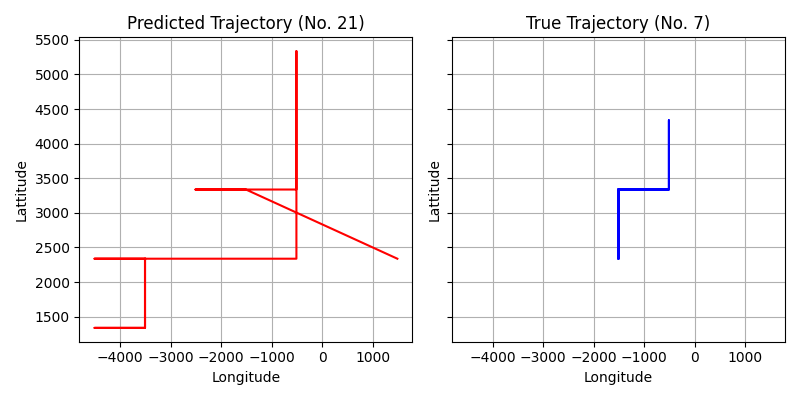 Predicted Trajectory (No. 21)
True Trajectory (No. 7)
5500
5000
4500
4000
3500
3000
2500
2000
1500
Lattitude
Lattitude
−4000 −3000 −2000 −1000 0 1000
−4000 −3000 −2000 −1000 0 1000
Longitude
Longitude